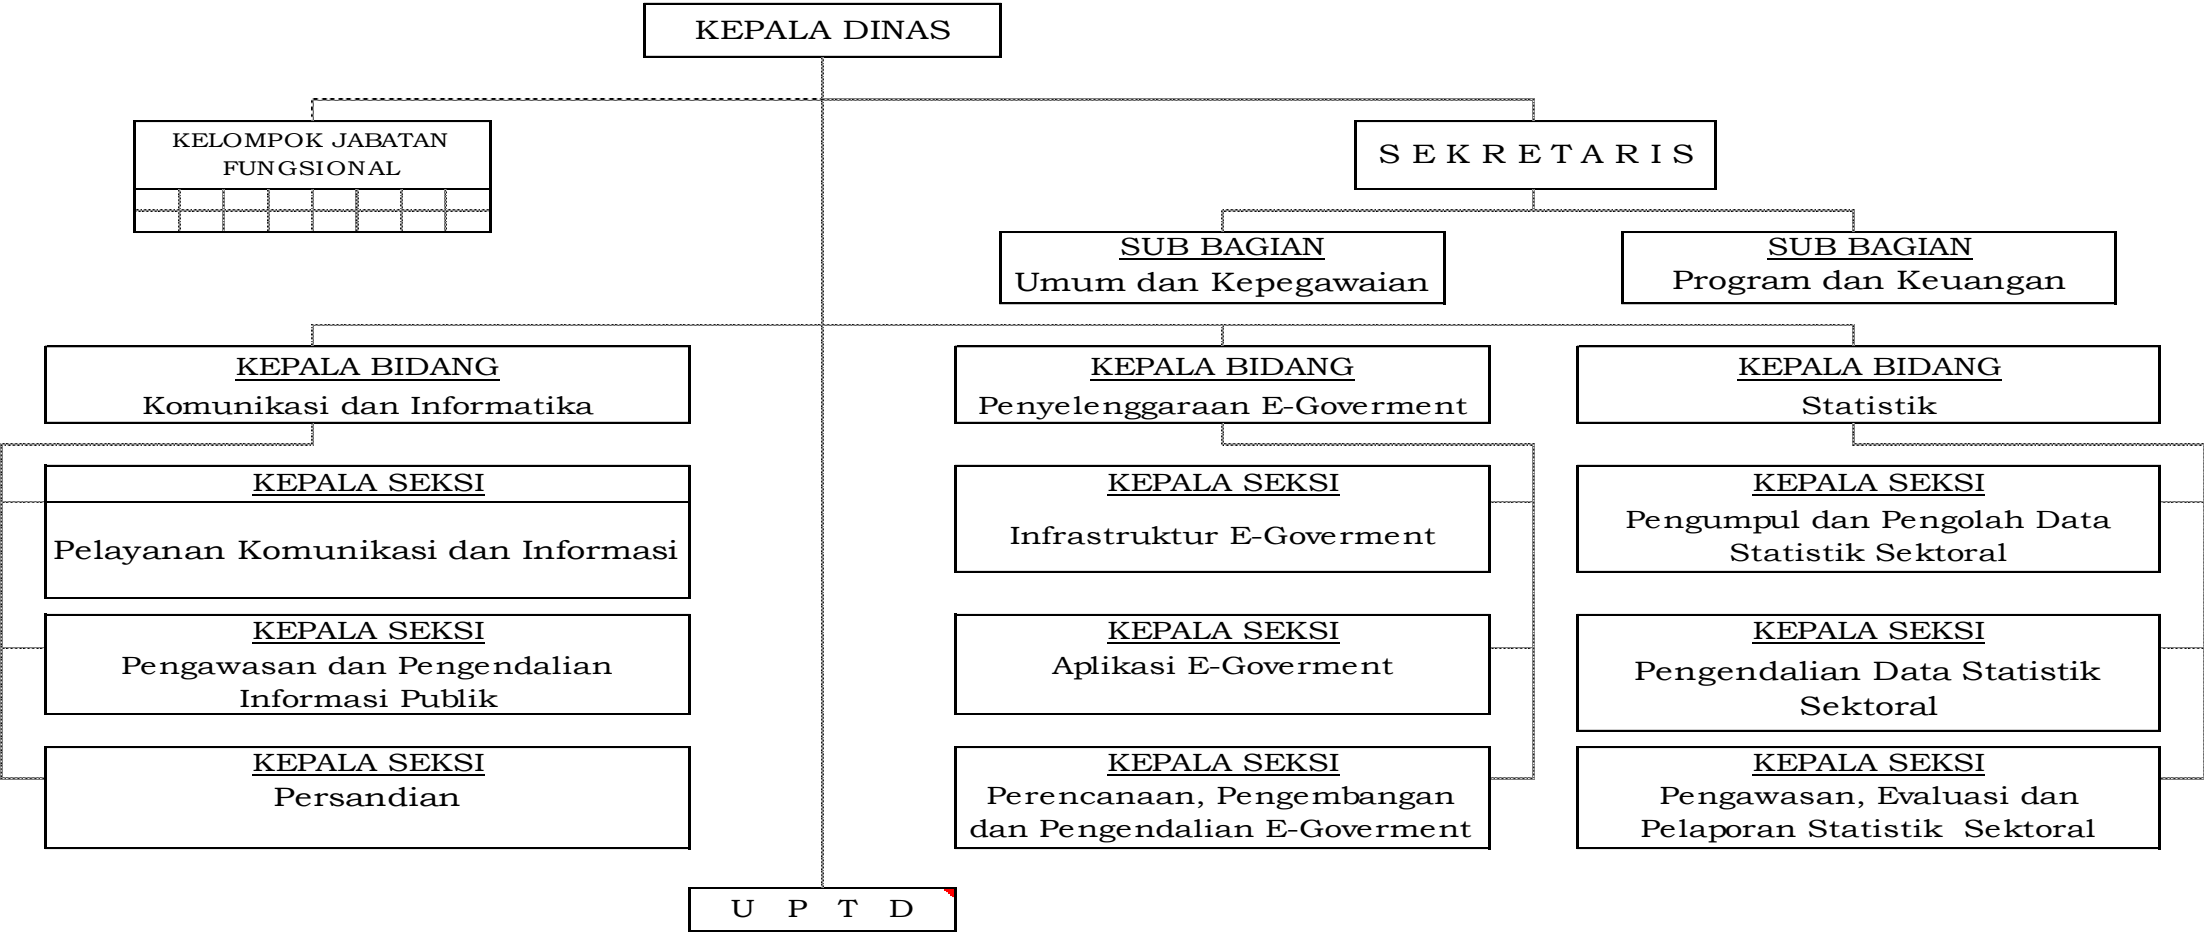 KEPALA DINAS
KELOMPOK JABATAN
FUNGSIONAL
S E K R E T A R I S
SUB BAGIAN
Umum dan Kepegawaian
SUB BAGIAN
Program dan Keuangan
KEPALA BIDANG
Komunikasi dan Informatika
KEPALA BIDANG
Penyelenggaraan E-Goverment
KEPALA BIDANG
Statistik
KEPALA SEKSI
Pelayanan Komunikasi dan Informasi
KEPALA SEKSI
Infrastruktur E-Goverment
KEPALA SEKSI
Pengumpul dan Pengolah Data
Statistik Sektoral
KEPALA SEKSI
Pengawasan dan Pengendalian
Informasi Publik
KEPALA SEKSI
Aplikasi E-Goverment
KEPALA SEKSI
Pengendalian Data Statistik
Sektoral
KEPALA SEKSI
Persandian
KEPALA SEKSI
Perencanaan, Pengembangan
dan Pengendalian E-Goverment
KEPALA SEKSI
Pengawasan, Evaluasi dan
Pelaporan Statistik  Sektoral
U P T D